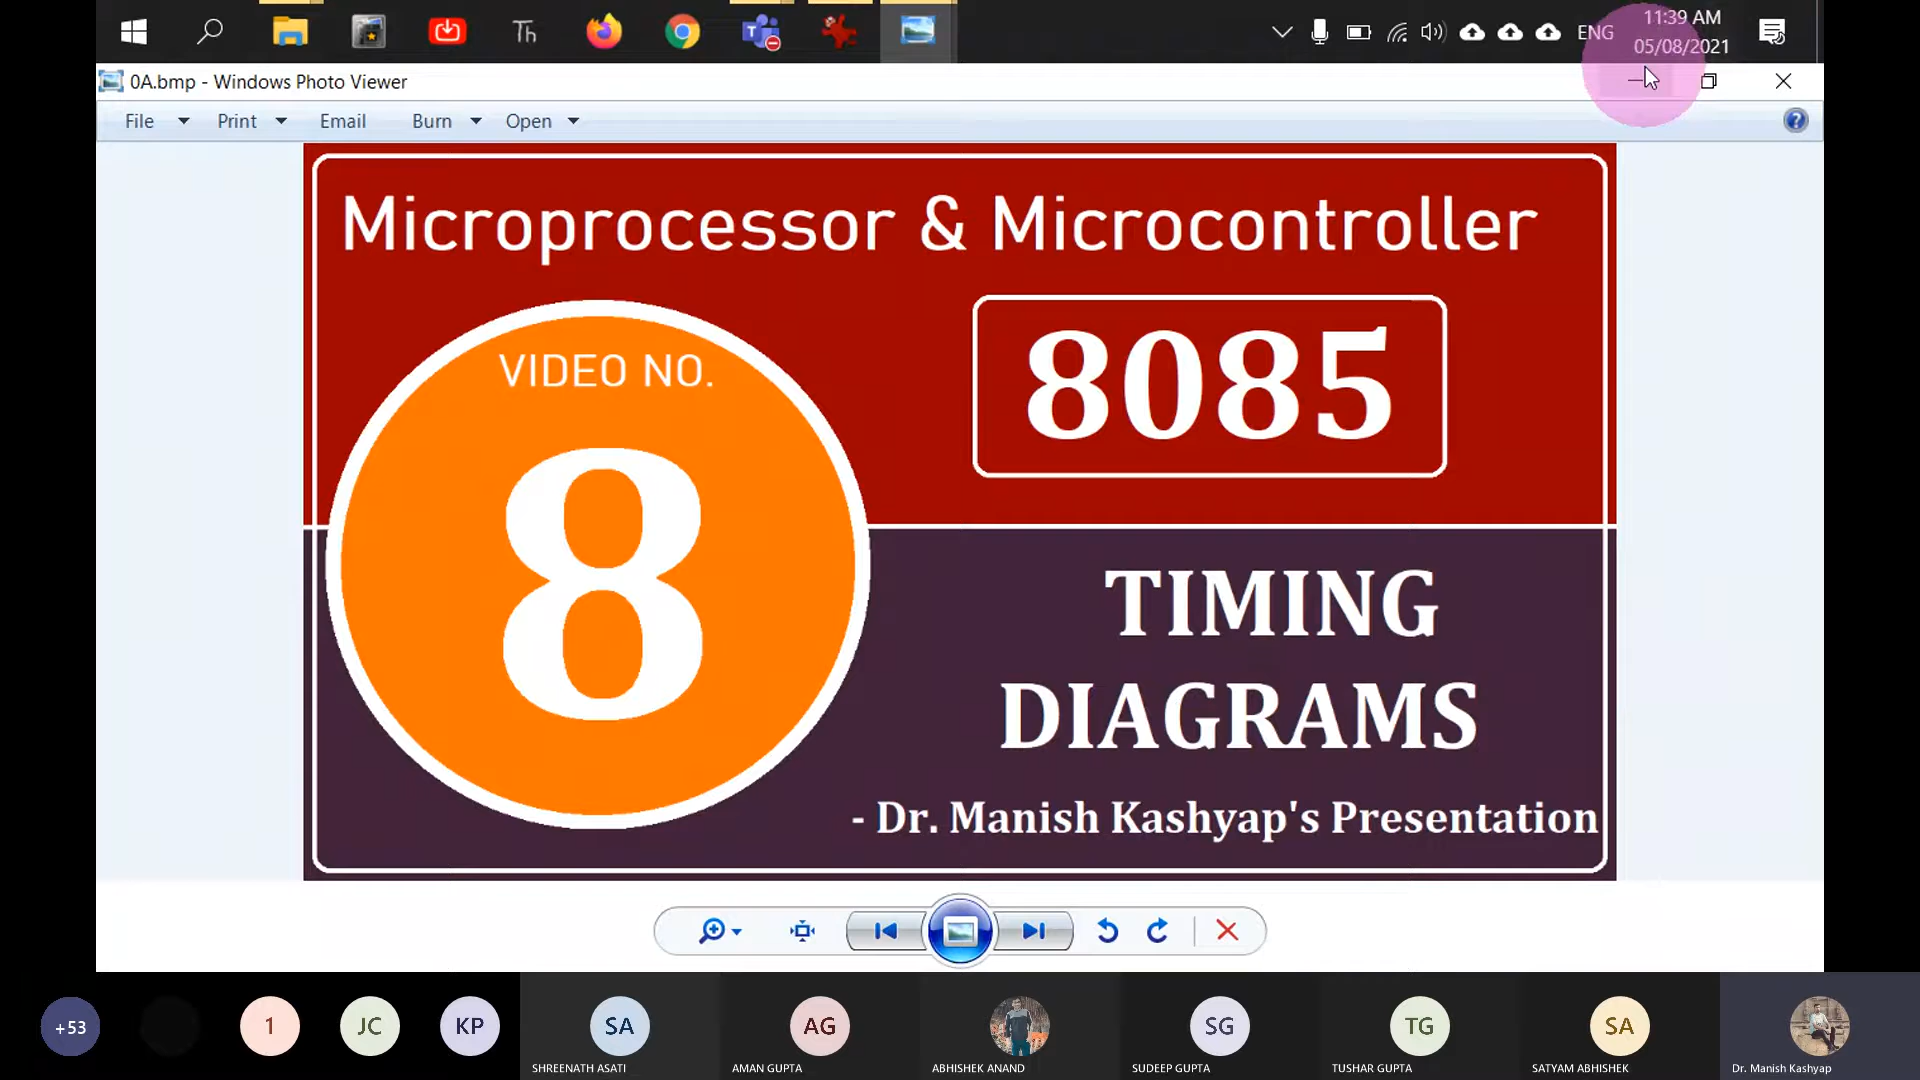 Th
ENG
11:39 AM
05/08/2021
0A.bmp - Windows Photo Viewer
File Print Email Burn Open
Microprocessor & Microcontroller
VIDEO NO.
8
8085
TIMING
DIAGRAMS
- Dr. Manish Kashyap's Presentation
+53
1
JC
KP
SA
AG
SG
TG
SA
SHREENATH ASATI
AMAN GUPTA
ABHISHEK ANAND
SUDEEP GUPTA
TUSHAR GUPTA
SATYAM ABHISHEK
Dr. Manish Kashyap